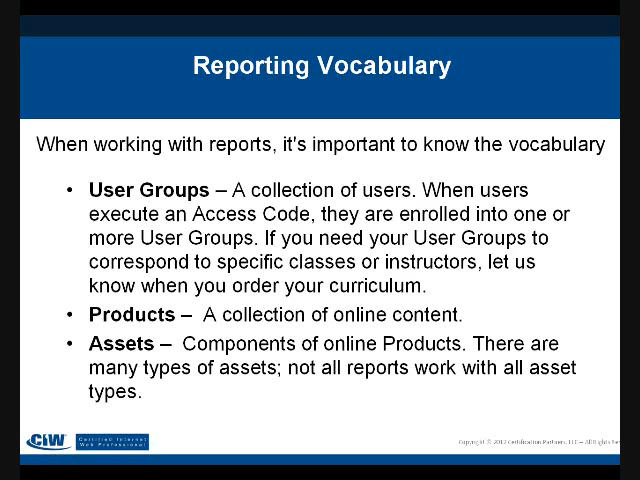 Reporting Vocabulary
When working with reports, it's important to know the vocabulary
• User Groups – A collection of users. When users
execute an Access Code, they are enrolled into one or
more User Groups. If you need your User Groups to
correspond to specific classes or instructors, let us
know when you order your curriculum.
• Products – A collection of online content.
• Assets – Components of online Products. There are
many types of assets; not all reports work with all asset
types.
CIW Certified Internet
Web Professional
Copyright © 2012 Certification Partners, LLC – All Rights